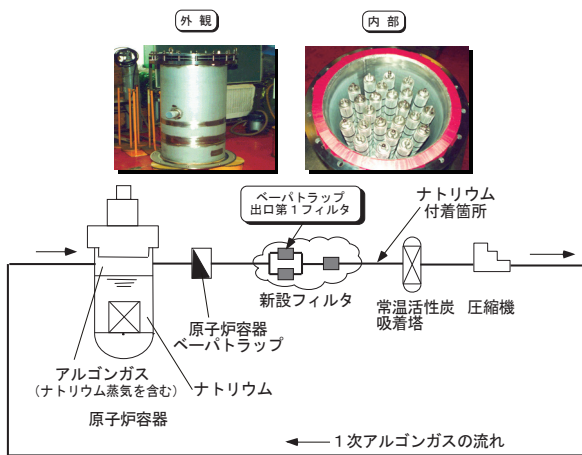 外観
内部
ベーパトラップ
出口第１フィルタ
ナトリウム
付着箇所
新設フィルタ
常温活性炭
吸着塔
圧縮機
原子炉容器
ベーパトラップ
アルゴンガス
（ナトリウム蒸気を含む）
ナトリウム
原子炉容器
１次アルゴンガスの流れ